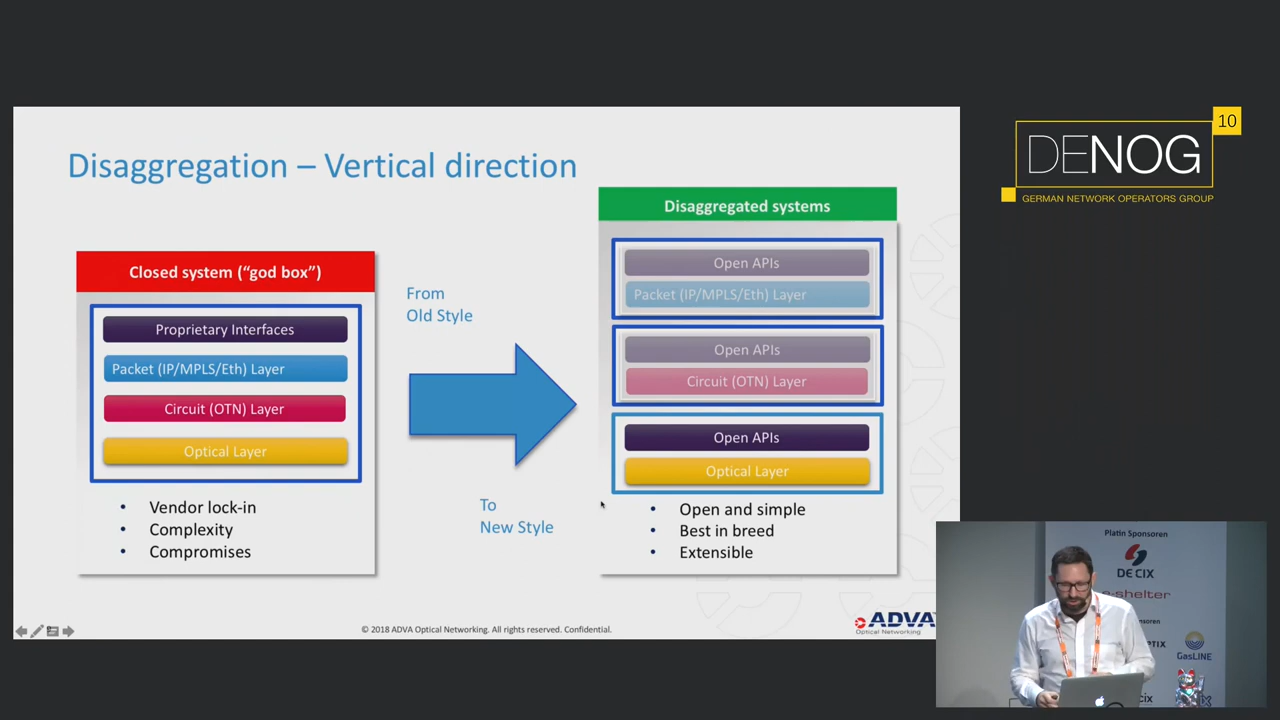 Disaggregation – Vertical direction
Closed system (“god box”)
Proprietary Interfaces
Packet (IP/MPLS/Eth) Layer
Circuit (OTN) Layer
Optical Layer
• Vendor lock-in
• Complexity
• Compromises
From
Old Style
To
New Style
Disaggregated systems
Open APIs
Packet (IP/MPLS/Eth) Layer
Open APIs
Circuit (OTN) Layer
Open APIs
Optical Layer
• Open and simple
• Best in breed
• Extensible
© 2018 ADVA Optical Networking. All rights reserved. Confidential.
ADVA
Optical Networking
DENOG
10
GERMAN NETWORK OPERATORS GROUP
Platin Sponsoren
DE CIX
e-shelter
GasLINE